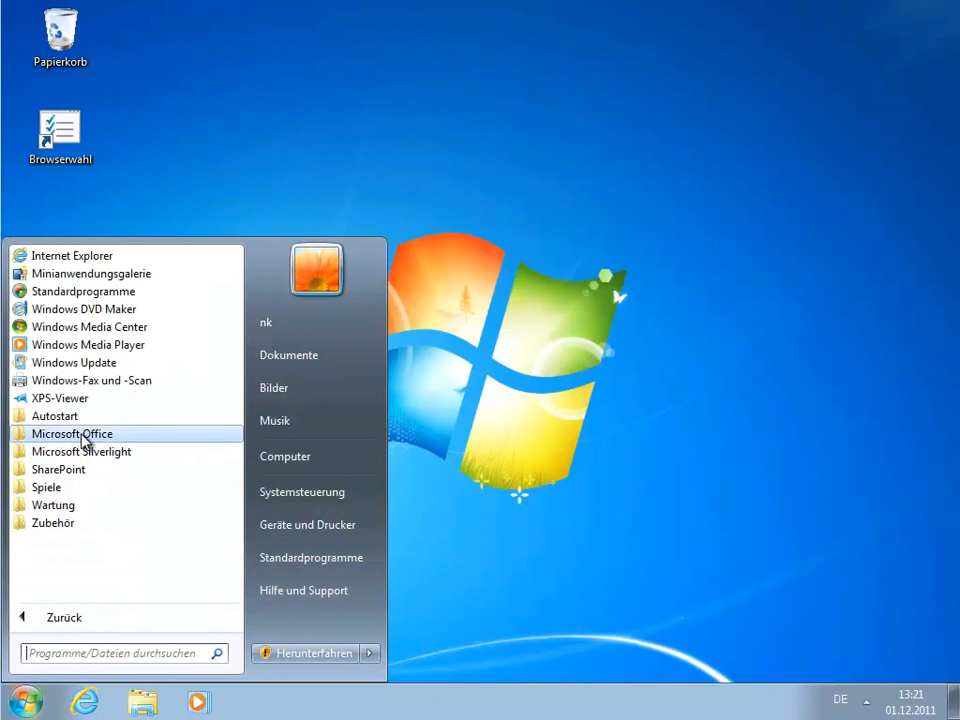 Papierkorb
Browserwahl
Internet Explorer
Minianwendungsgalerie
Standardprogramme
Windows DVD Maker
Windows Media Center
Windows Media Player
Windows Update
Windows-Fax und -Scan
XPS-Viewer
Autostart
Microsoft Office
Microsoft Silverlight
SharePoint
Spiele
Wartung
Zubehör
Zurück
Programme/Dateien durchsuchen
nk
Dokumente
Bilder
Musik
Computer
Systemsteuerung
Geräte und Drucker
Standardprogramme
Hilfe und Support
Herunterfahren
DE
13:21
01.12.2011